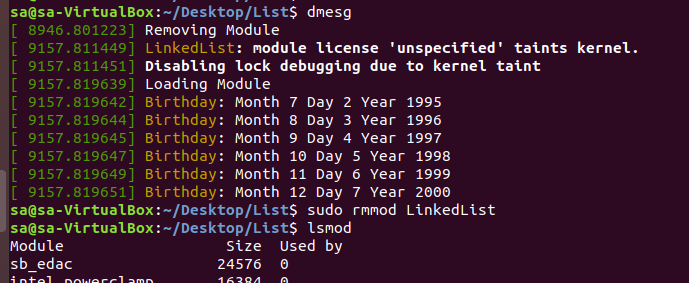 sa@sa-VirtualBox:~/Desktop/List$ dmesg
[ 8946.801223] Removing Module
[ 9157.811449] LinkedList: module license 'unspecified' taints kernel.
[ 9157.811451] Disabling lock debugging due to kernel taint
[ 9157.819639] Loading Module
[ 9157.819642] Birthday: Month 7 Day 2 Year 1995
[ 9157.819644] Birthday: Month 8 Day 3 Year 1996
[ 9157.819645] Birthday: Month 9 Day 4 Year 1997
[ 9157.819647] Birthday: Month 10 Day 5 Year 1998
[ 9157.819649] Birthday: Month 11 Day 6 Year 1999
[ 9157.819651] Birthday: Month 12 Day 7 Year 2000
sa@sa-VirtualBox:~/Desktop/List$ sudo rmmod LinkedList
sa@sa-VirtualBox:~/Desktop/List$ lsmod
Module Size Used by
sb_edac 24576 0
intel_powerclamp 16384 0